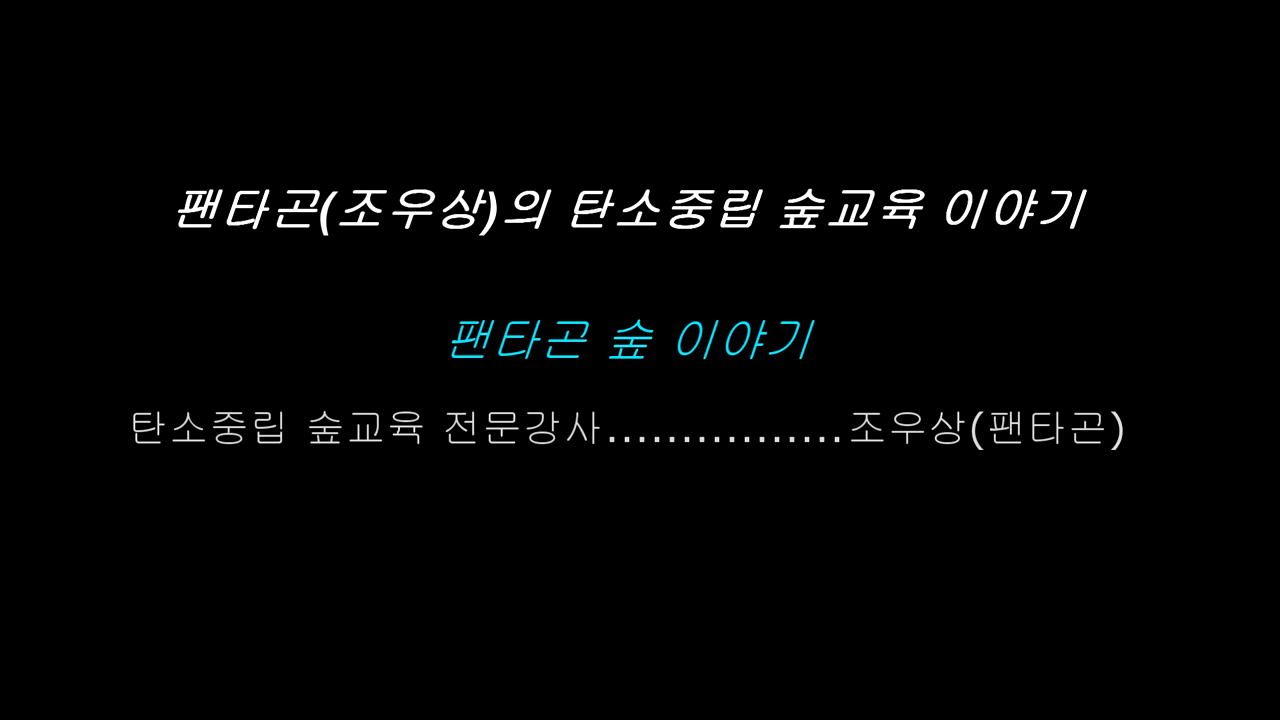 팬타곤(조우상)의 탄소중립 숲교육 이야기
팬타곤 숲 이야기
탄소중립 숲교육 전문강사................조우상(팬타곤)